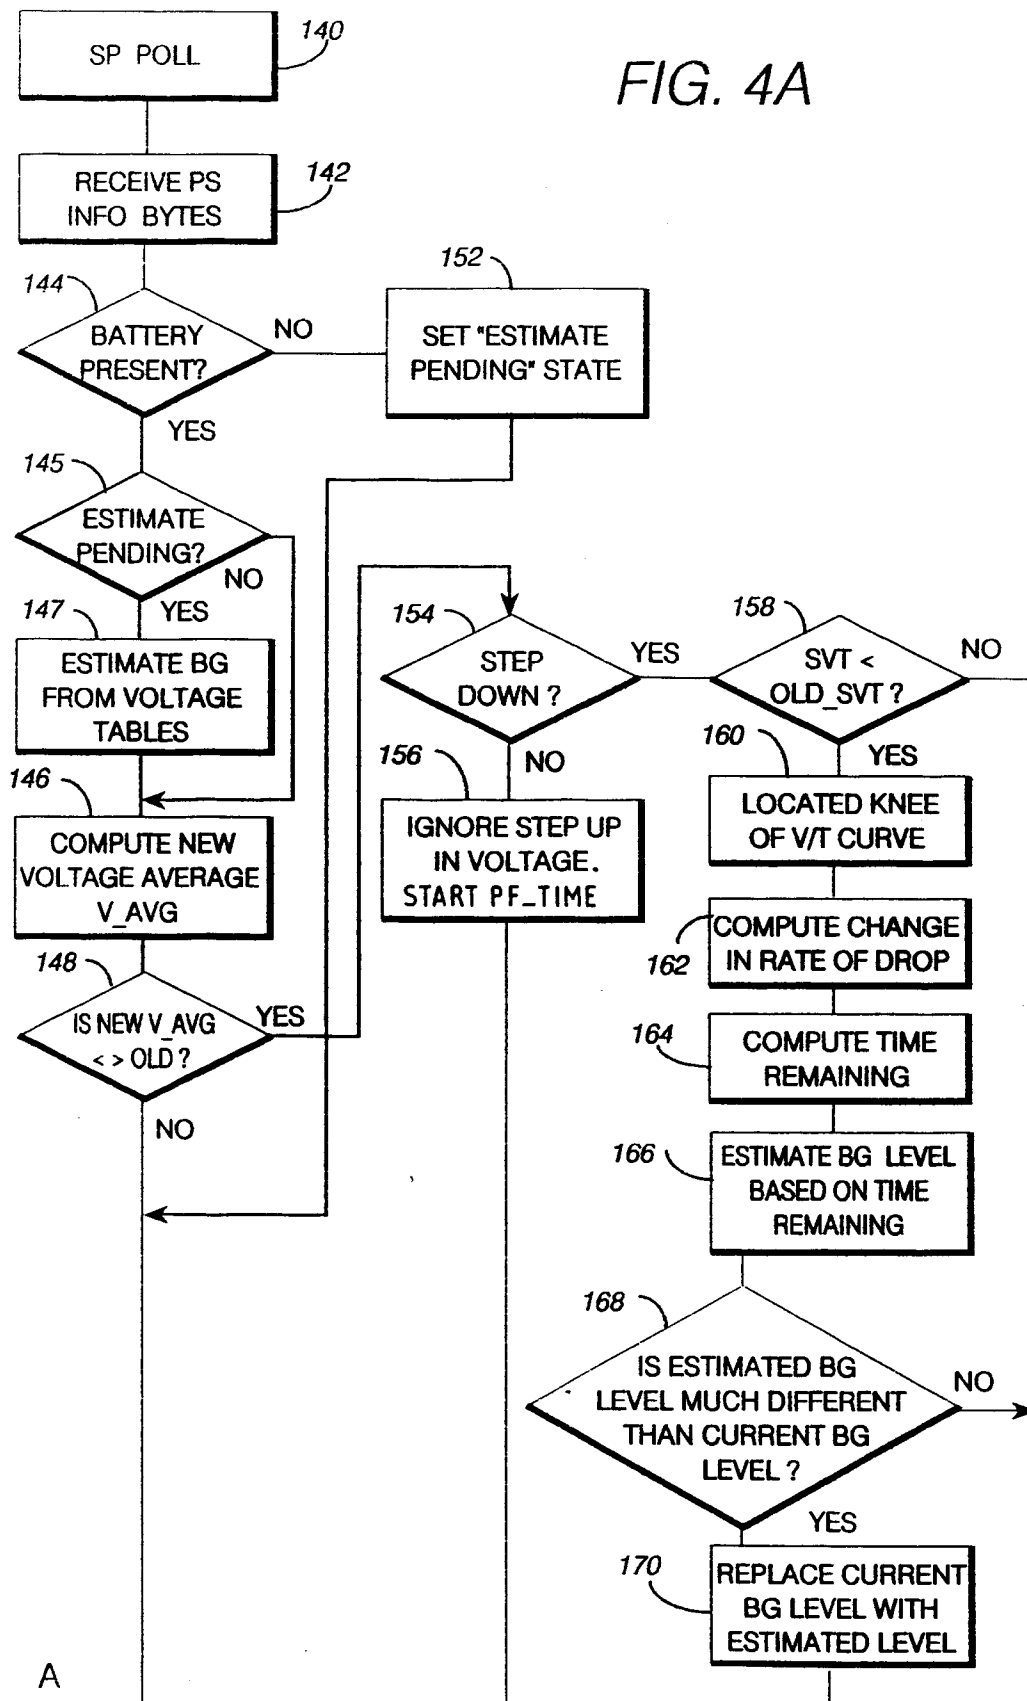 FIG. 4A
SP POLL
140
RECEIVE PS
INFO BYTES
142
144
BATTERY
PRESENT?
NO
YES
152
SET "ESTIMATE
PENDING" STATE
145
ESTIMATE
PENDING?
NO
YES
147
ESTIMATE BG
FROM VOLTAGE
TABLES
146
COMPUTE NEW
VOLTAGE AVERAGE
V_AVG
148
IS NEW V_AVG
< > OLD ?
YES
NO
154
STEP
DOWN ?
YES
NO
156
IGNORE STEP UP
IN VOLTAGE.
START PF_TIME
158
SVT <
OLD_SVT ?
NO
YES
160
LOCATED KNEE
OF V/T CURVE
162
COMPUTE CHANGE
IN RATE OF DROP
164
COMPUTE TIME
REMAINING
166
ESTIMATE BG LEVEL
BASED ON TIME
REMAINING
168
IS ESTIMATED BG
LEVEL MUCH DIFFERENT
THAN CURRENT BG
LEVEL ?
NO
YES
170
REPLACE CURRENT
BG LEVEL WITH
ESTIMATED LEVEL
A